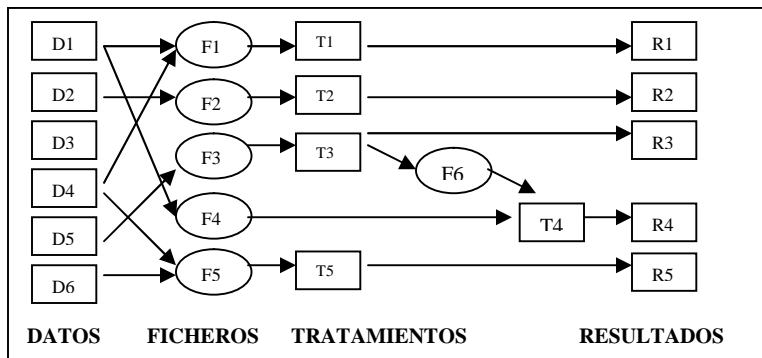 D1 F1 T1 R1
D2 F2 T2 R2
D3 F3 T3 R3
D4 F6
D5 F4 T4 R4
D6 F5 T5 R5
DATOS FICHEROS TRATAMIENTOS RESULTADOS